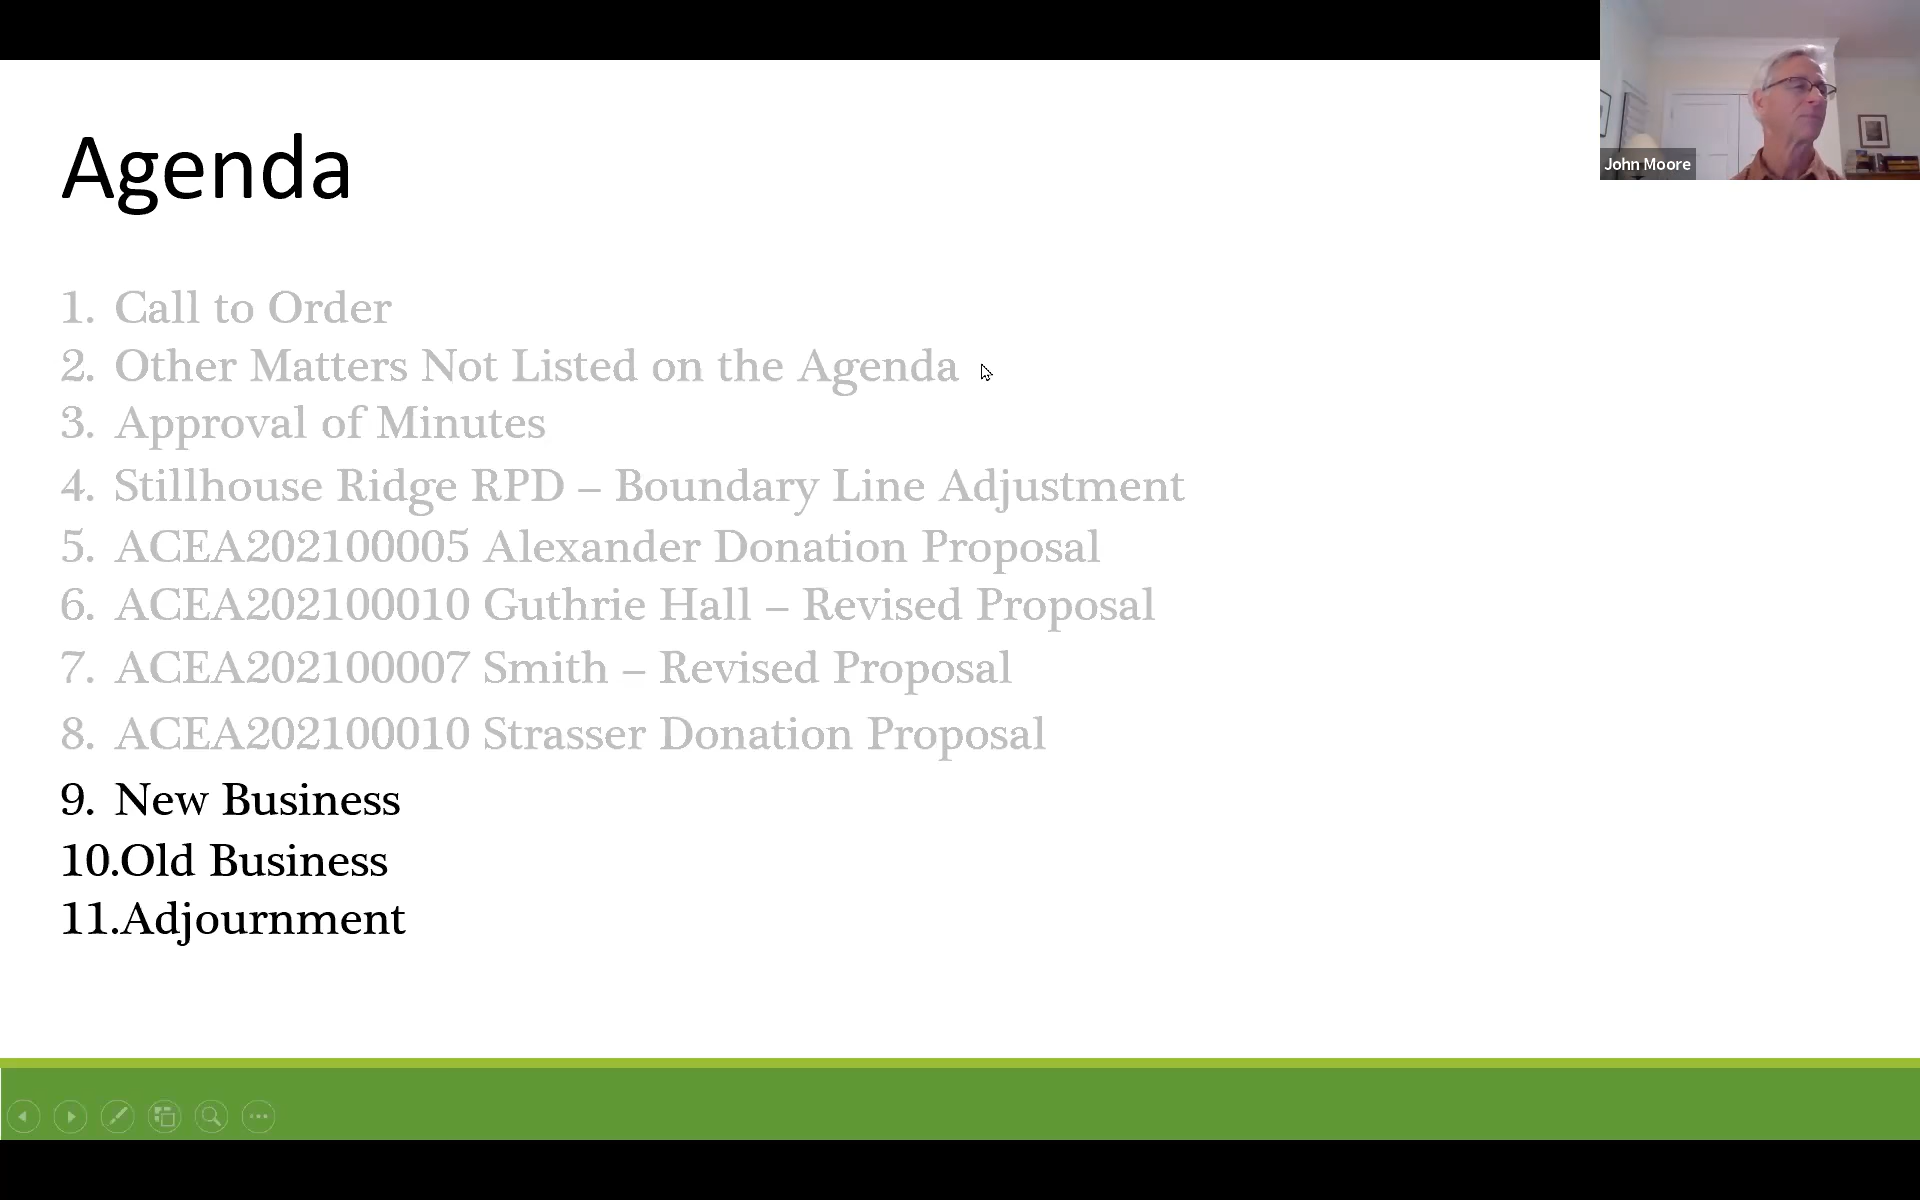 Agenda
John Moore
1. Call to Order
2. Other Matters Not Listed on the Agenda
3. Approval of Minutes
4. Stillhouse Ridge RPD – Boundary Line Adjustment
5. ACEA202100005 Alexander Donation Proposal
6. ACEA202100010 Guthrie Hall – Revised Proposal
7. ACEA202100007 Smith – Revised Proposal
8. ACEA202100010 Strasser Donation Proposal
9. New Business
10.Old Business
11.Adjournment